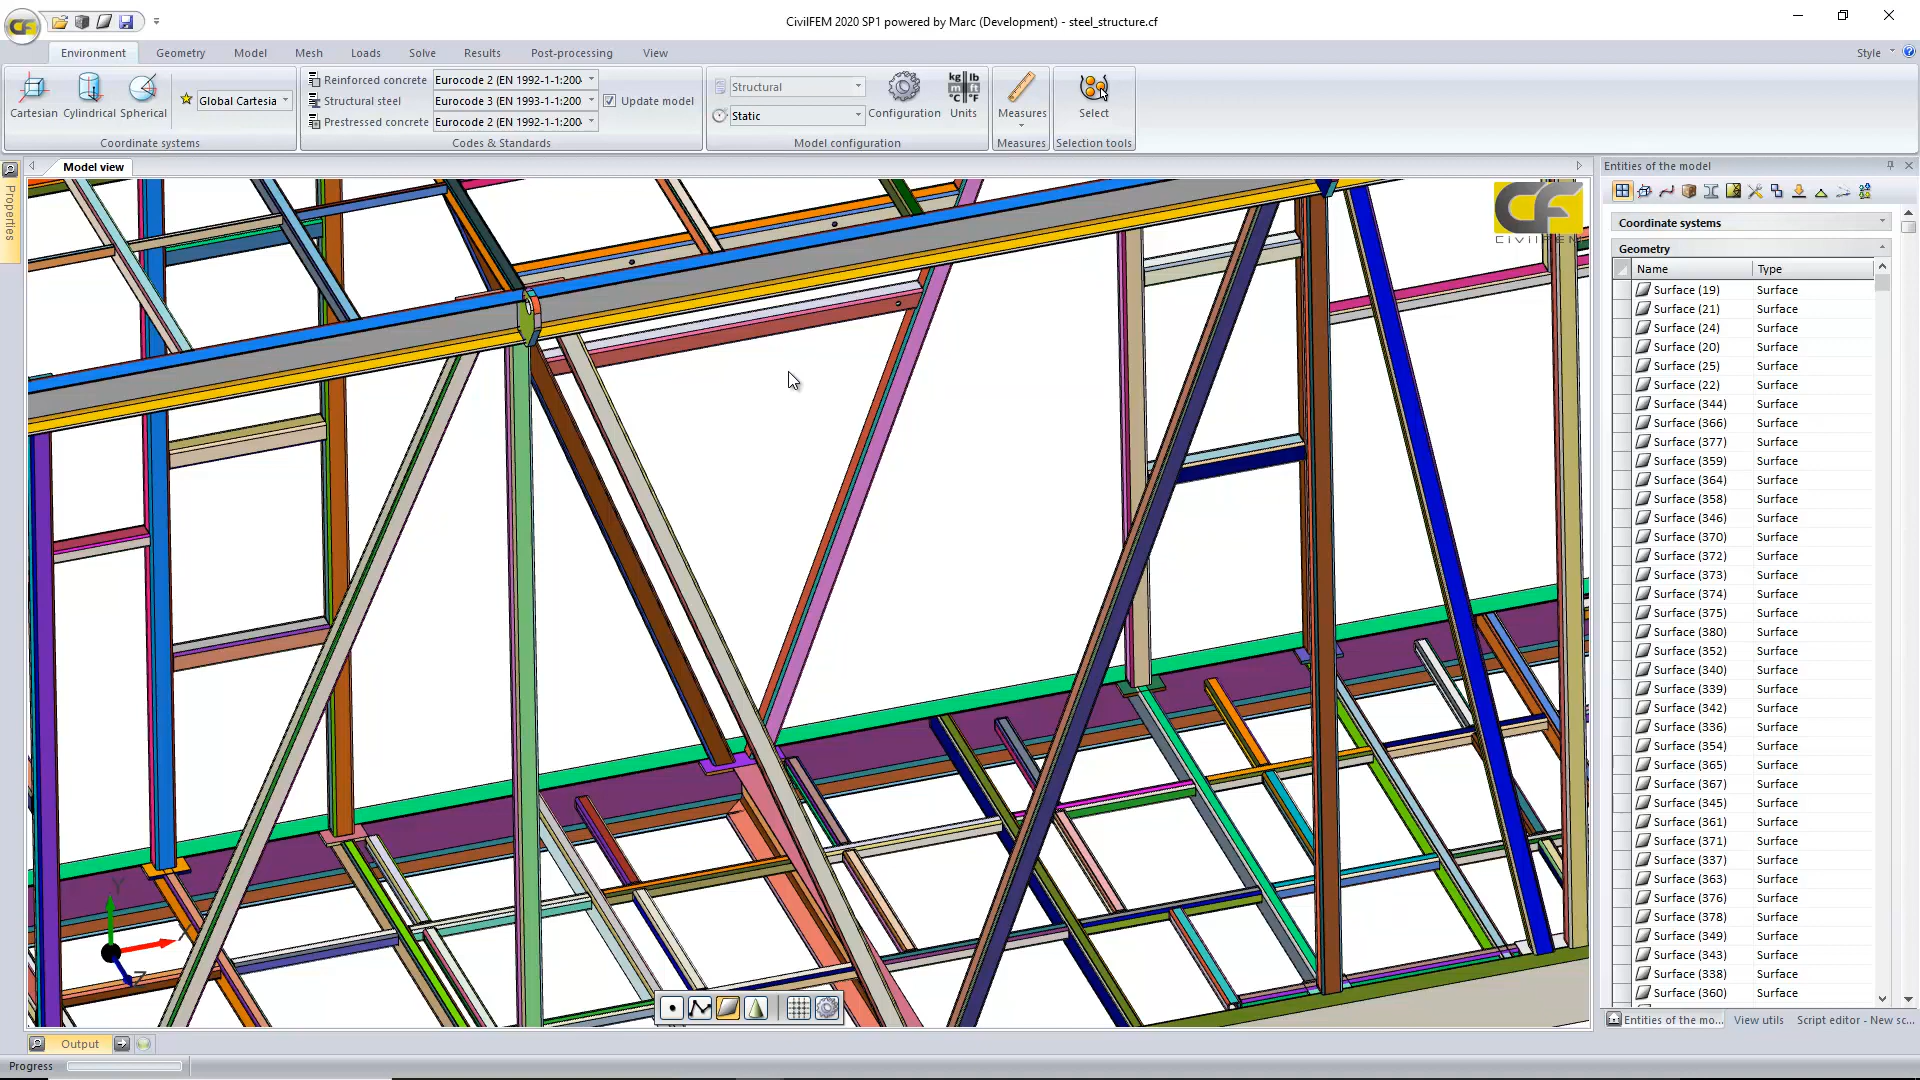 CivilFEM 2020 SP1 powered by Marc (Development) - steel_structure.cf
CF
Environment Geometry Model Mesh Loads Solve Results Post-processing View Style
Cartesian Cylindrical Spherical
Global Cartesia
Coordinate systems
Reinforced concrete Eurocode 2 (EN 1992-1-1:200
Structural steel Eurocode 3 (EN 1993-1-1:200
Prestressed concrete Eurocode 2 (EN 1992-1-1:200
Update model
Codes & Standards
Structural
Static
Configuration
kg lb
m ft
°C °F
Units
Model configuration
Measures
Measures
Select
Selection tools
Properties
Model view
CF
CIVILFEM
Y
Z
Entities of the model
Coordinate systems
Geometry
Name Type
Surface (19) Surface
Surface (21) Surface
Surface (24) Surface
Surface (20) Surface
Surface (25) Surface
Surface (22) Surface
Surface (344) Surface
Surface (366) Surface
Surface (377) Surface
Surface (359) Surface
Surface (364) Surface
Surface (358) Surface
Surface (346) Surface
Surface (370) Surface
Surface (372) Surface
Surface (373) Surface
Surface (374) Surface
Surface (375) Surface
Surface (380) Surface
Surface (352) Surface
Surface (340) Surface
Surface (339) Surface
Surface (342) Surface
Surface (336) Surface
Surface (354) Surface
Surface (365) Surface
Surface (367) Surface
Surface (345) Surface
Surface (361) Surface
Surface (371) Surface
Surface (337) Surface
Surface (363) Surface
Surface (376) Surface
Surface (378) Surface
Surface (349) Surface
Surface (343) Surface
Surface (338) Surface
Surface (360) Surface
Entities of the mo... View utils Script editor - New sc...
Output
Progress